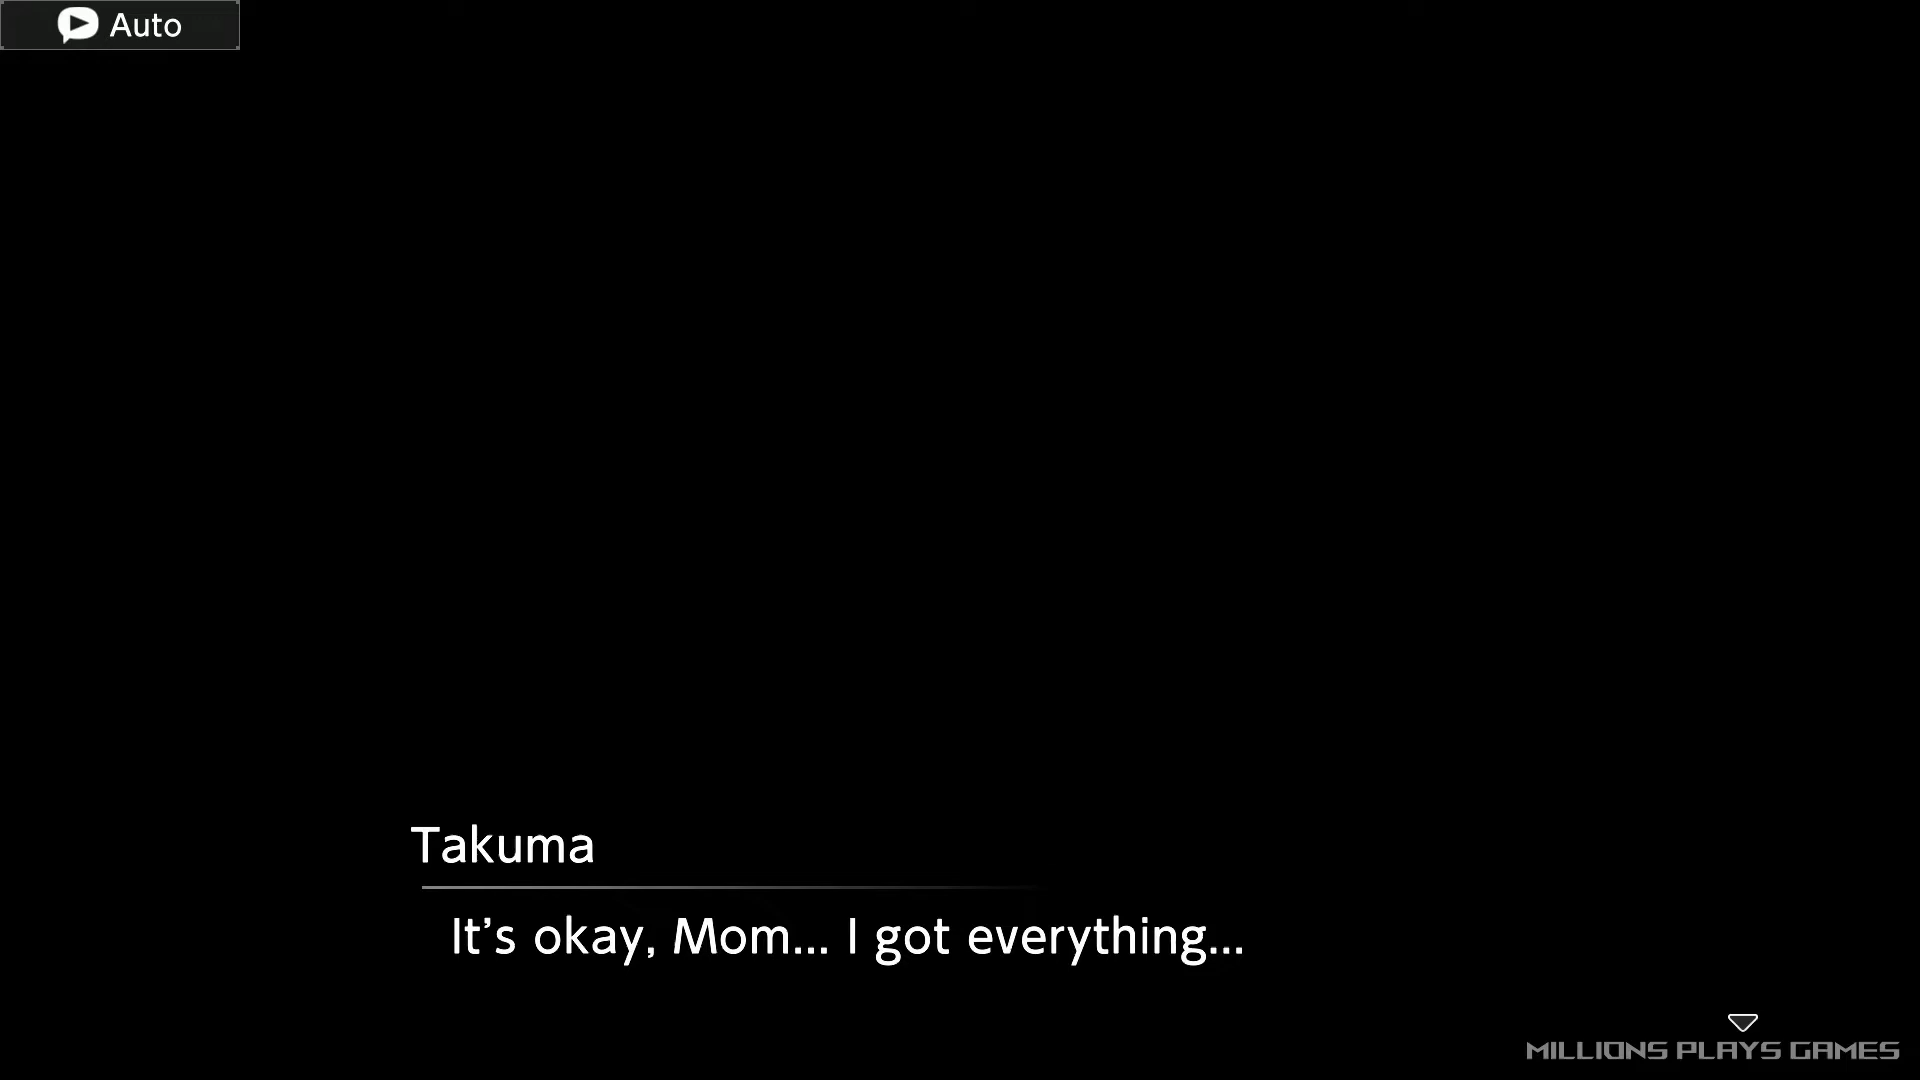 Auto
Takuma
It's okay, Mom... I got everything...
MILLIONS PLAYS GAMES